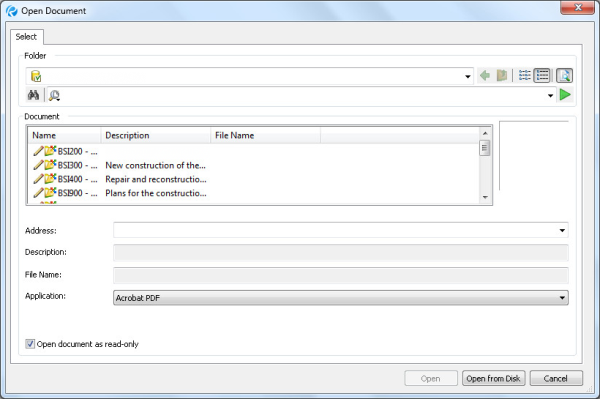 Open Document
Select
Folder
Document
Name Description File Name
BSI200 - ...
BSI300 - ... New construction of the...
BSI400 - ... Repair and reconstructio...
BSI900 - ... Plans for the constructio...
Address:
Description:
File Name:
Application: Acrobat PDF
Open document as read-only
Open Open from Disk Cancel